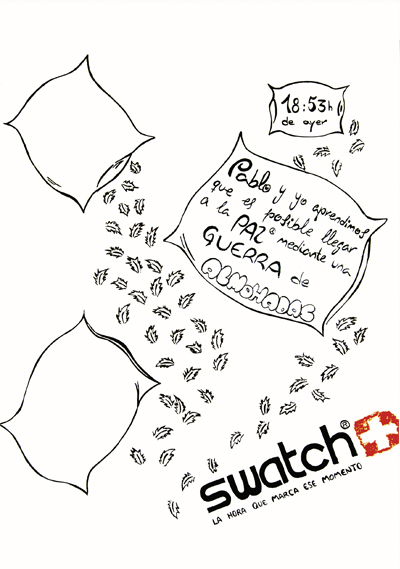 18:53h
de ayer
Pablo y yo aprendimos
que es posible llegar
a la PAZ mediante una
GUERRA de
ALMOHADAS
swatch®
LA HORA QUE MARCA ESE MOMENTO